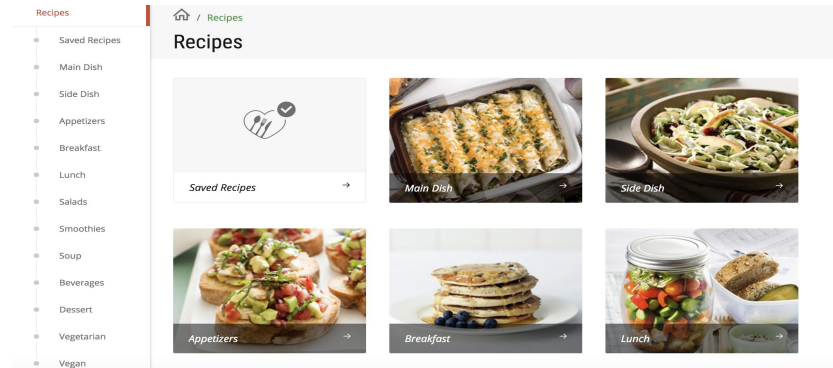 Recipes
Saved Recipes
Main Dish
Side Dish
Appetizers
Breakfast
Lunch
Salads
Smoothies
Soup
Beverages
Dessert
Vegetarian
Vegan
/ Recipes
Recipes
Saved Recipes →
Main Dish →
Side Dish →
Appetizers →
Breakfast →
Lunch →